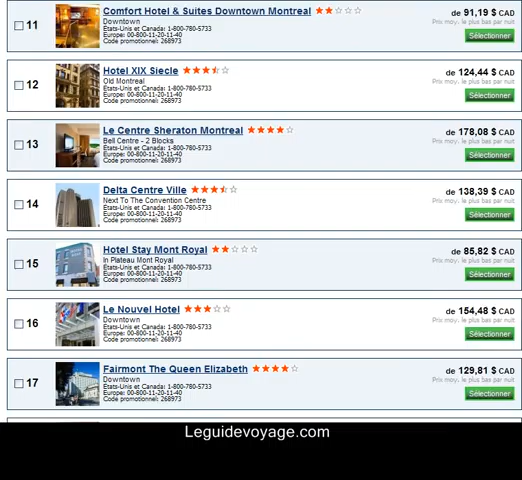 11
Comfort Hotel & Suites Downtown Montreal
Downtown
États-Unis et Canada: 1-800-780-5733
Europe: 00-800-11-20-11-40
Code promotionnel: 268973
de 91,19 $ CAD
Prix moy. le plus bas par nuit
Sélectionner
12
Hotel XIX Siecle
Old Montreal
États-Unis et Canada: 1-800-780-5733
Europe: 00-800-11-20-11-40
Code promotionnel: 268973
de 124,44 $ CAD
Prix moy. le plus bas par nuit
Sélectionner
13
Le Centre Sheraton Montreal
Bell Centre - 2 Blocks
États-Unis et Canada: 1-800-780-5733
Europe: 00-800-11-20-11-40
Code promotionnel: 268973
de 178,08 $ CAD
Prix moy. le plus bas par nuit
Sélectionner
14
Delta Centre Ville
Next To The Convention Centre
États-Unis et Canada: 1-800-780-5733
Europe: 00-800-11-20-11-40
Code promotionnel: 268973
de 138,39 $ CAD
Prix moy. le plus bas par nuit
Sélectionner
15
Hotel Stay Mont Royal
In Plateau Mont Royal
États-Unis et Canada: 1-800-780-5733
Europe: 00-800-11-20-11-40
Code promotionnel: 268973
de 85,82 $ CAD
Prix moy. le plus bas par nuit
Sélectionner
16
Le Nouvel Hotel
Downtown
États-Unis et Canada: 1-800-780-5733
Europe: 00-800-11-20-11-40
Code promotionnel: 268973
de 154,48 $ CAD
Prix moy. le plus bas par nuit
Sélectionner
17
Fairmont The Queen Elizabeth
Downtown
États-Unis et Canada: 1-800-780-5733
Europe: 00-800-11-20-11-40
Code promotionnel: 268973
de 129,81 $ CAD
Prix moy. le plus bas par nuit
Sélectionner
Leguidevoyage.com